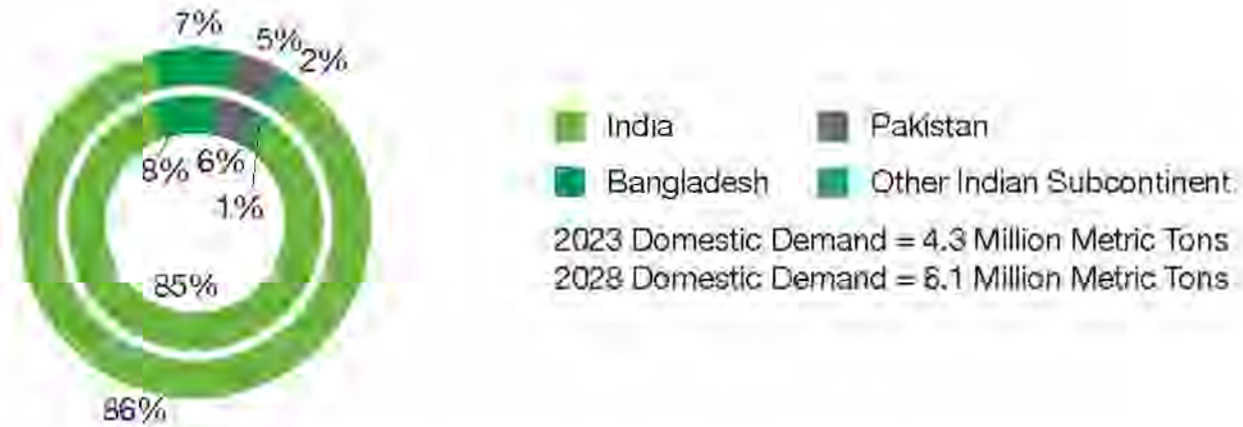 7%
5%
2%
8%
6%
1%
85%
86%
India
Pakistan
Bangladesh
Other Indian Subcontinent
2023 Domestic Demand = 4.3 Million Metric Tons
2028 Domestic Demand = 6.1 Million Metric Tons